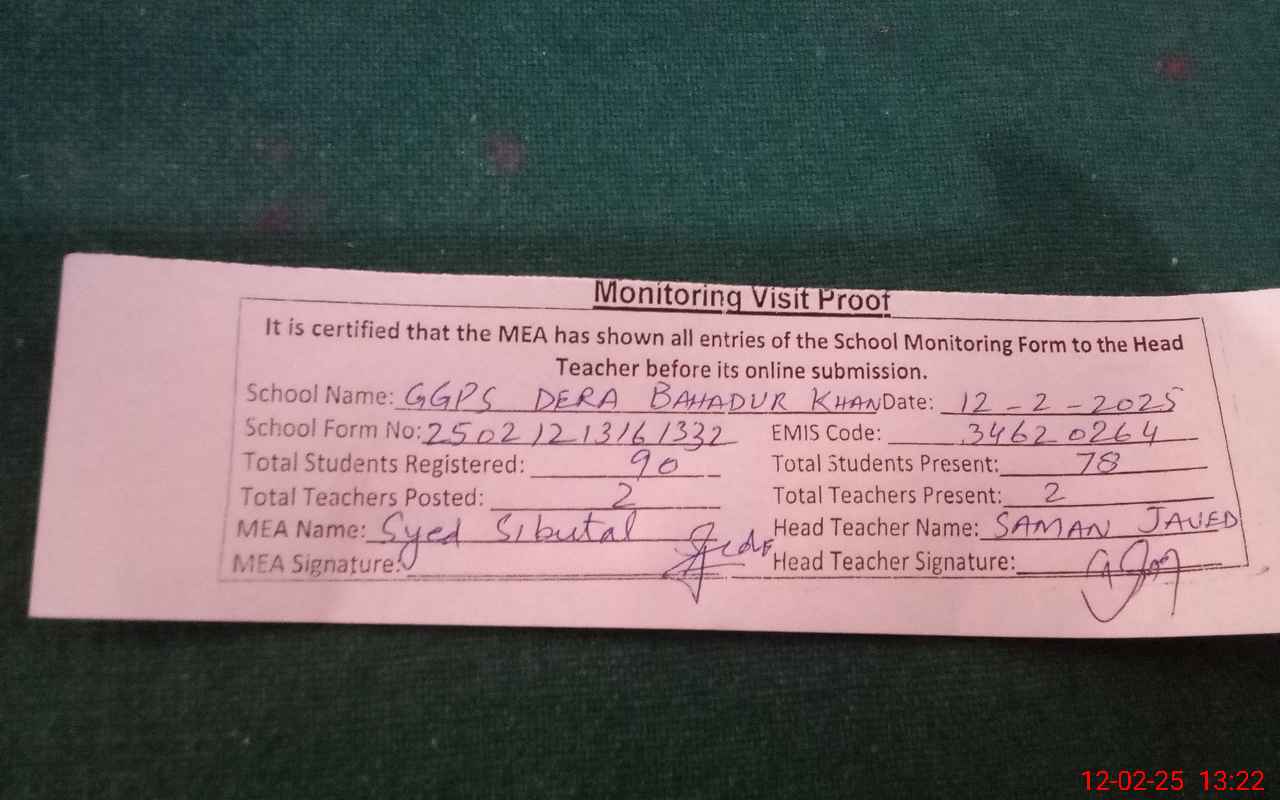 Monitoring Visit Proof
It is certified that the MEA has shown all entries of the School Monitoring Form to the Head
Teacher before its online submission.
School Name: GGPS DERA BAHADUR KHAN Date: 12-2-2025
School Form No: 25021213161332 EMIS Code: 34620264
Total Students Registered: 90 Total Students Present: 78
Total Teachers Posted: 2 Total Teachers Present: 2
MEA Name: Syed Sibutal Head Teacher Name: SAMAN JAVED
MEA Signature: Head Teacher Signature:
12-02-25 13:22